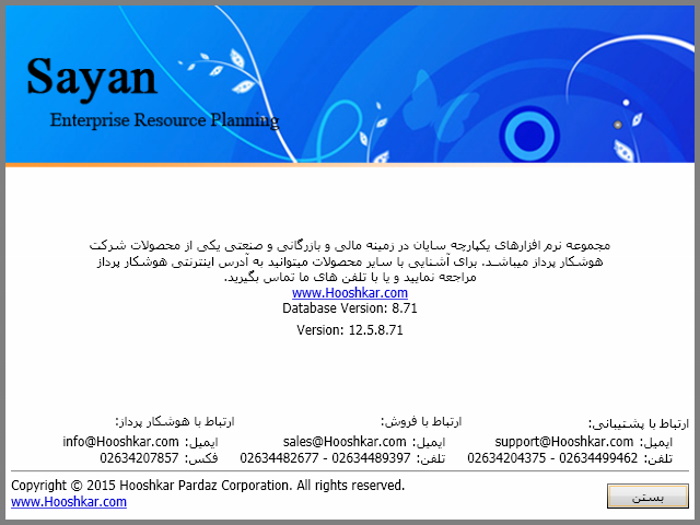 Sayan
Enterprise Resource Planning
مجموعه نرم افزارهای یکپارچه سایان در زمینه مالی و بازرگانی و صنعتی یکی از محصولات شرکت
هوشکار پرداز میباشد. برای آشنایی با سایر محصولات میتوانید به آدرس اینترنتی هوشکار پرداز
مراجعه نمایید و یا با تلفن های ما تماس بگیرید.
www.Hooshkar.com
Database Version: 8.71
Version: 12.5.8.71
ارتباط با پشتیبانی:
ایمیل: support@Hooshkar.com
تلفن: 02634499462 - 02634204375
ارتباط با فروش:
ایمیل: sales@Hooshkar.com
تلفن: 02634489397 - 02634482677
ارتباط با هوشکار پرداز:
ایمیل: info@Hooshkar.com
فکس: 02634207857
Copyright © 2015 Hooshkar Pardaz Corporation. All rights reserved.
www.Hooshkar.com
بستن